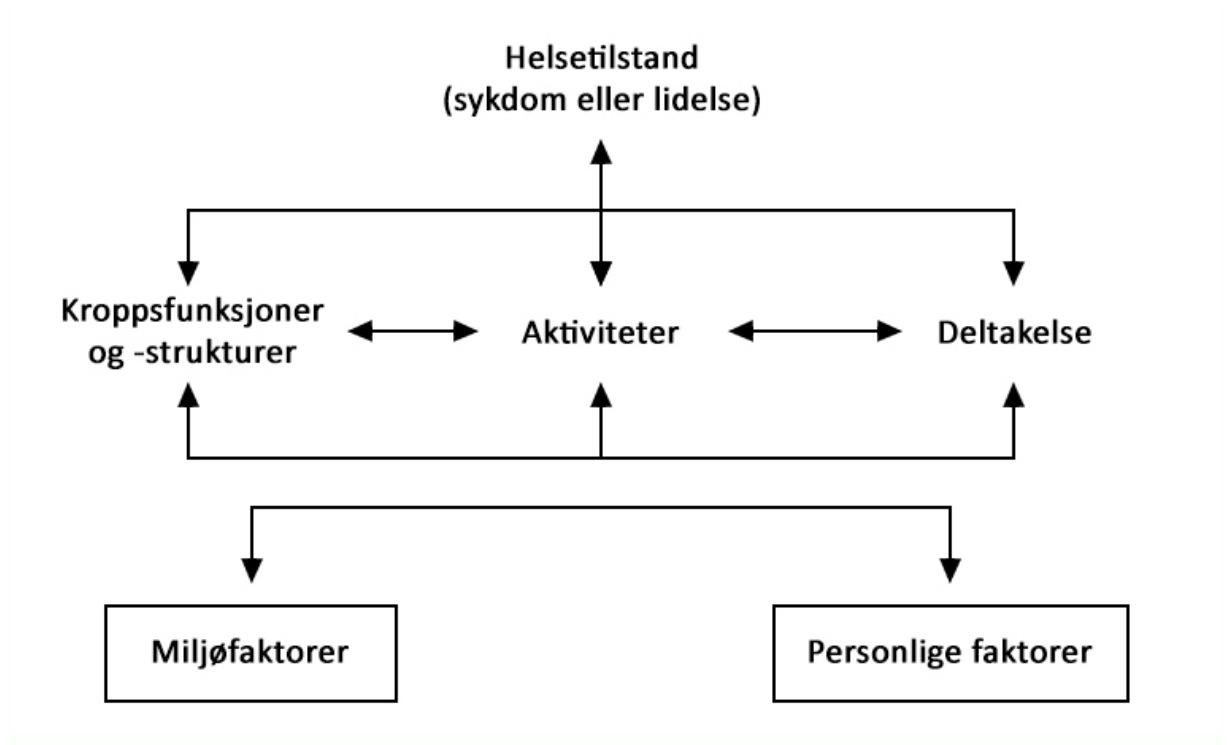 Helsetilstand
(sykdom eller lidelse)
Kroppsfunksjoner
og -strukturer
Aktiviteter
Deltakelse
Miljøfaktorer
Personlige faktorer